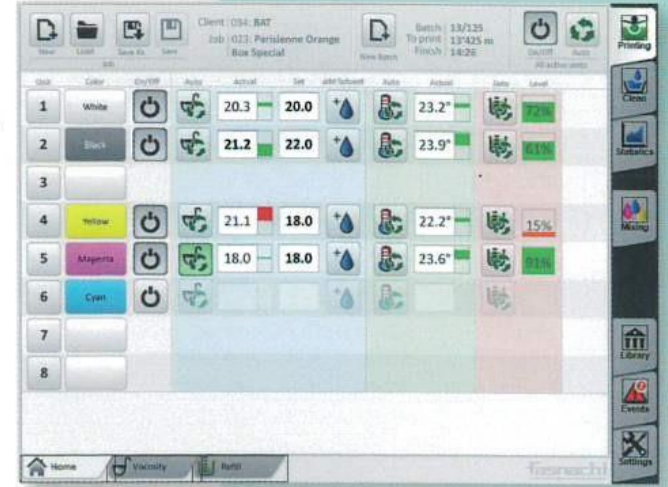 Client : 034: BAT
Job : 023: Parisienne Orange
Box Special
Batch : 13/125
To print : 13'425 m
Finish : 14:26
New
Load
Save As
Save
Job
New Batch
On/Off
Auto
All active units
Printing
Unit
Color
On/Off
Auto
Actual
Set
add Solvent
Auto
Actual
Auto
Level
1 White 20.3 20.0 23.2° 72%
2 Black 21.2 22.0 23.9° 61%
3
4 Yellow 21.1 18.0 22.2° 15%
5 Magenta 18.0 18.0 23.6° 91%
6 Cyan
7
8
Clean
Statistics
Mixing
Library
Events
Settings
Home
Viscosity
Refill
fasnacht